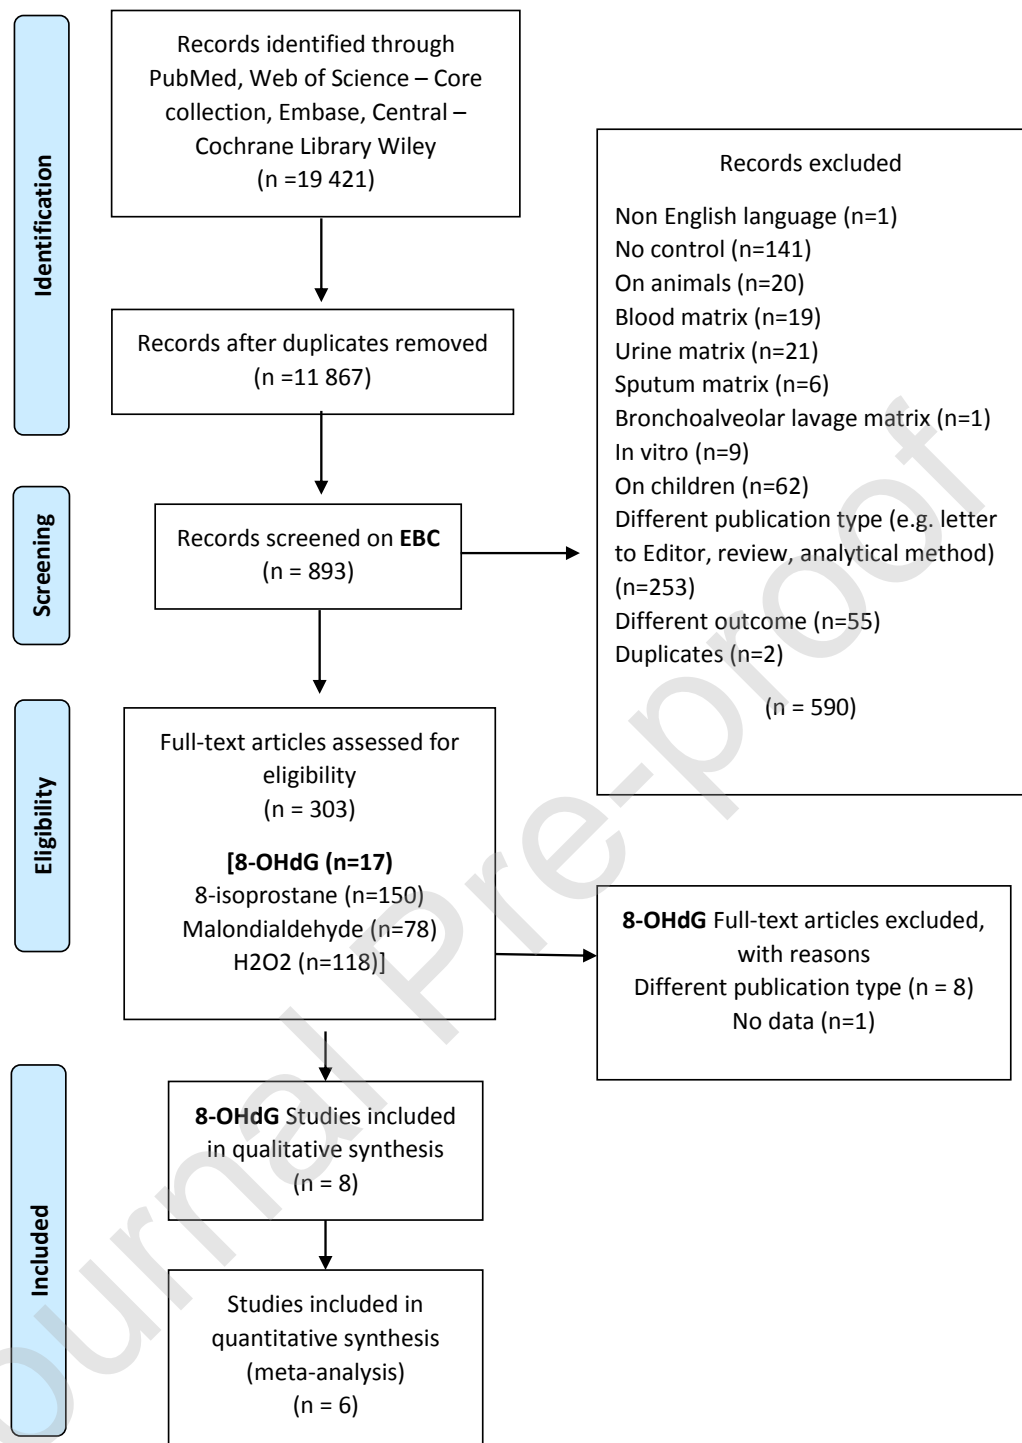 Identification
Records identified through
PubMed, Web of Science – Core
collection, Embase, Central –
Cochrane Library Wiley
(n =19 421)
Records after duplicates removed
(n =11 867)
Screening
Records screened on EBC
(n = 893)
Records excluded
Non English language (n=1)
No control (n=141)
On animals (n=20)
Blood matrix (n=19)
Urine matrix (n=21)
Sputum matrix (n=6)
Bronchoalveolar lavage matrix (n=1)
In vitro (n=9)
On children (n=62)
Different publication type (e.g. letter
to Editor, review, analytical method)
(n=253)
Different outcome (n=55)
Duplicates (n=2)
(n = 590)
Eligibility
Full-text articles assessed for
eligibility
(n = 303)
[8-OHdG (n=17)
8-isoprostane (n=150)
Malondialdehyde (n=78)
H2O2 (n=118)]
8-OHdG Full-text articles excluded,
with reasons
Different publication type (n = 8)
No data (n=1)
Included
8-OHdG Studies included
in qualitative synthesis
(n = 8)
Studies included in
quantitative synthesis
(meta-analysis)
(n = 6)
Journal Pre-proof